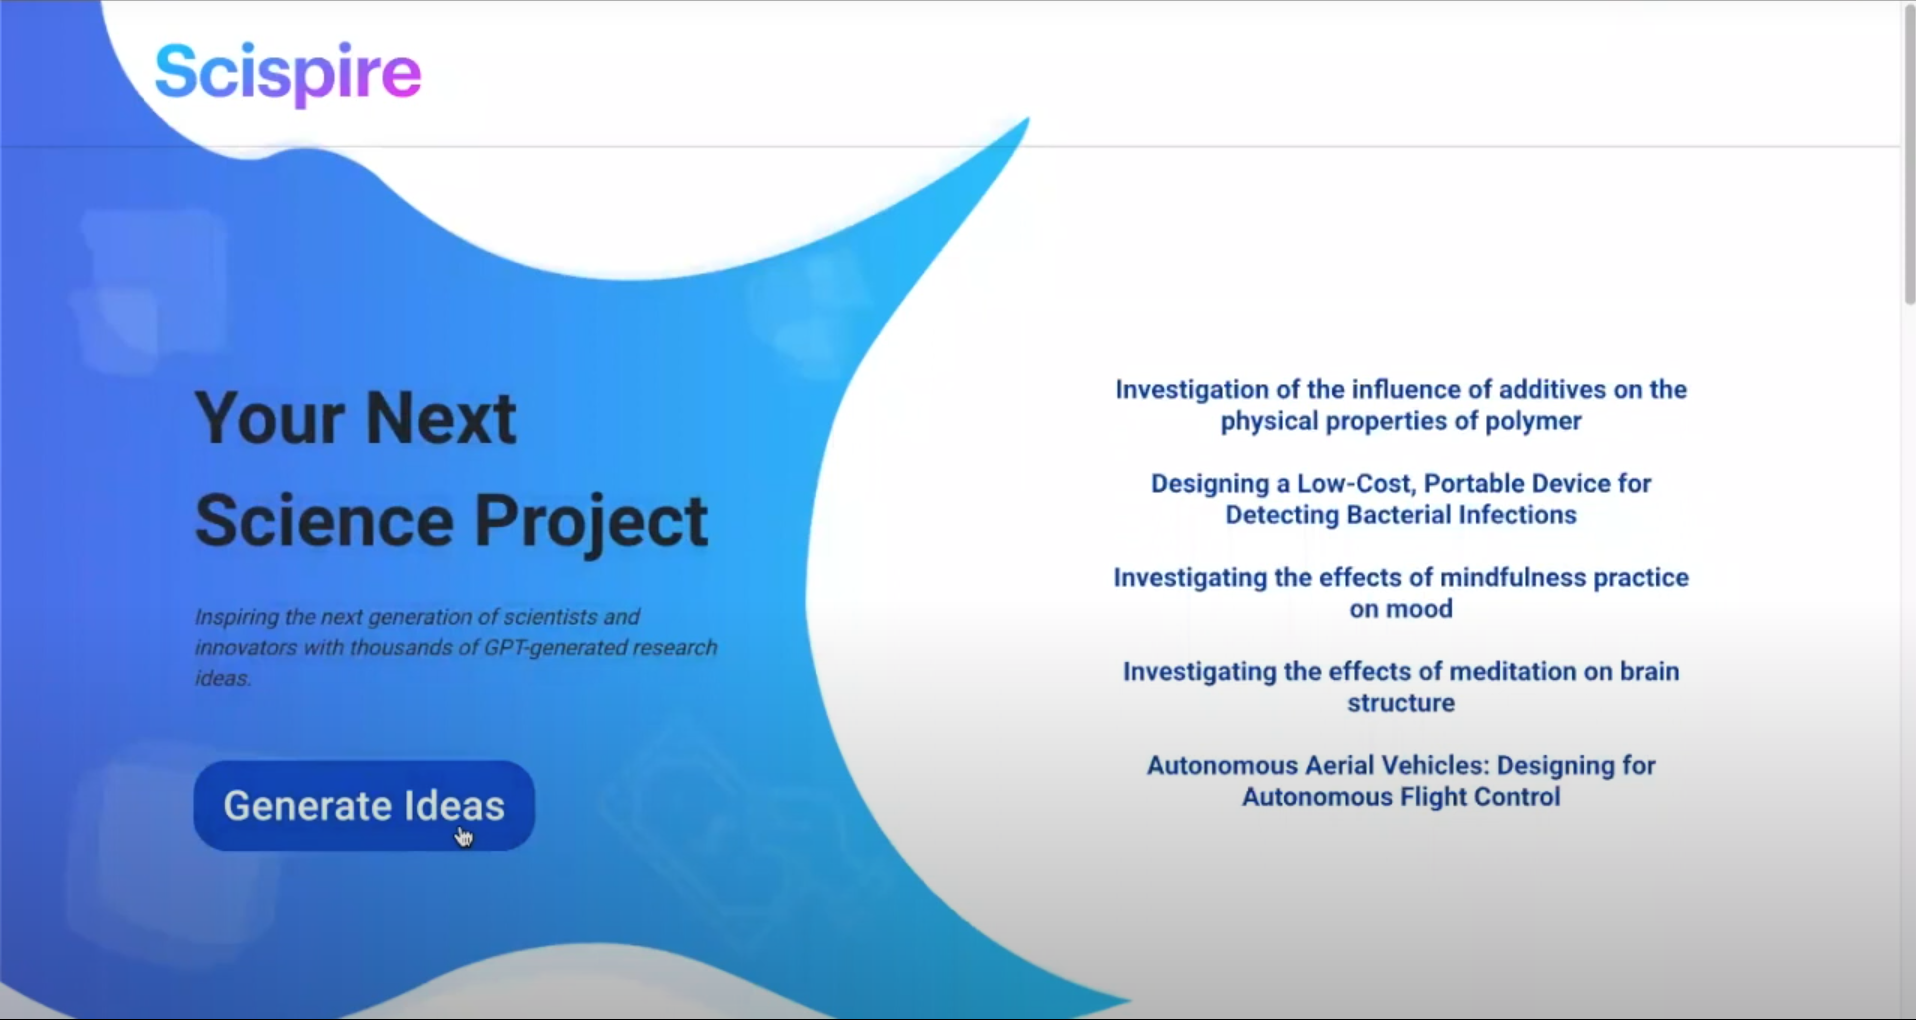 Scispire
Your Next
Science Project
Inspiring the next generation of scientists and
innovators with thousands of GPT-generated research
ideas.
Generate Ideas
Investigation of the influence of additives on the
physical properties of polymer
Designing a Low-Cost, Portable Device for
Detecting Bacterial Infections
Investigating the effects of mindfulness practice
on mood
Investigating the effects of meditation on brain
structure
Autonomous Aerial Vehicles: Designing for
Autonomous Flight Control